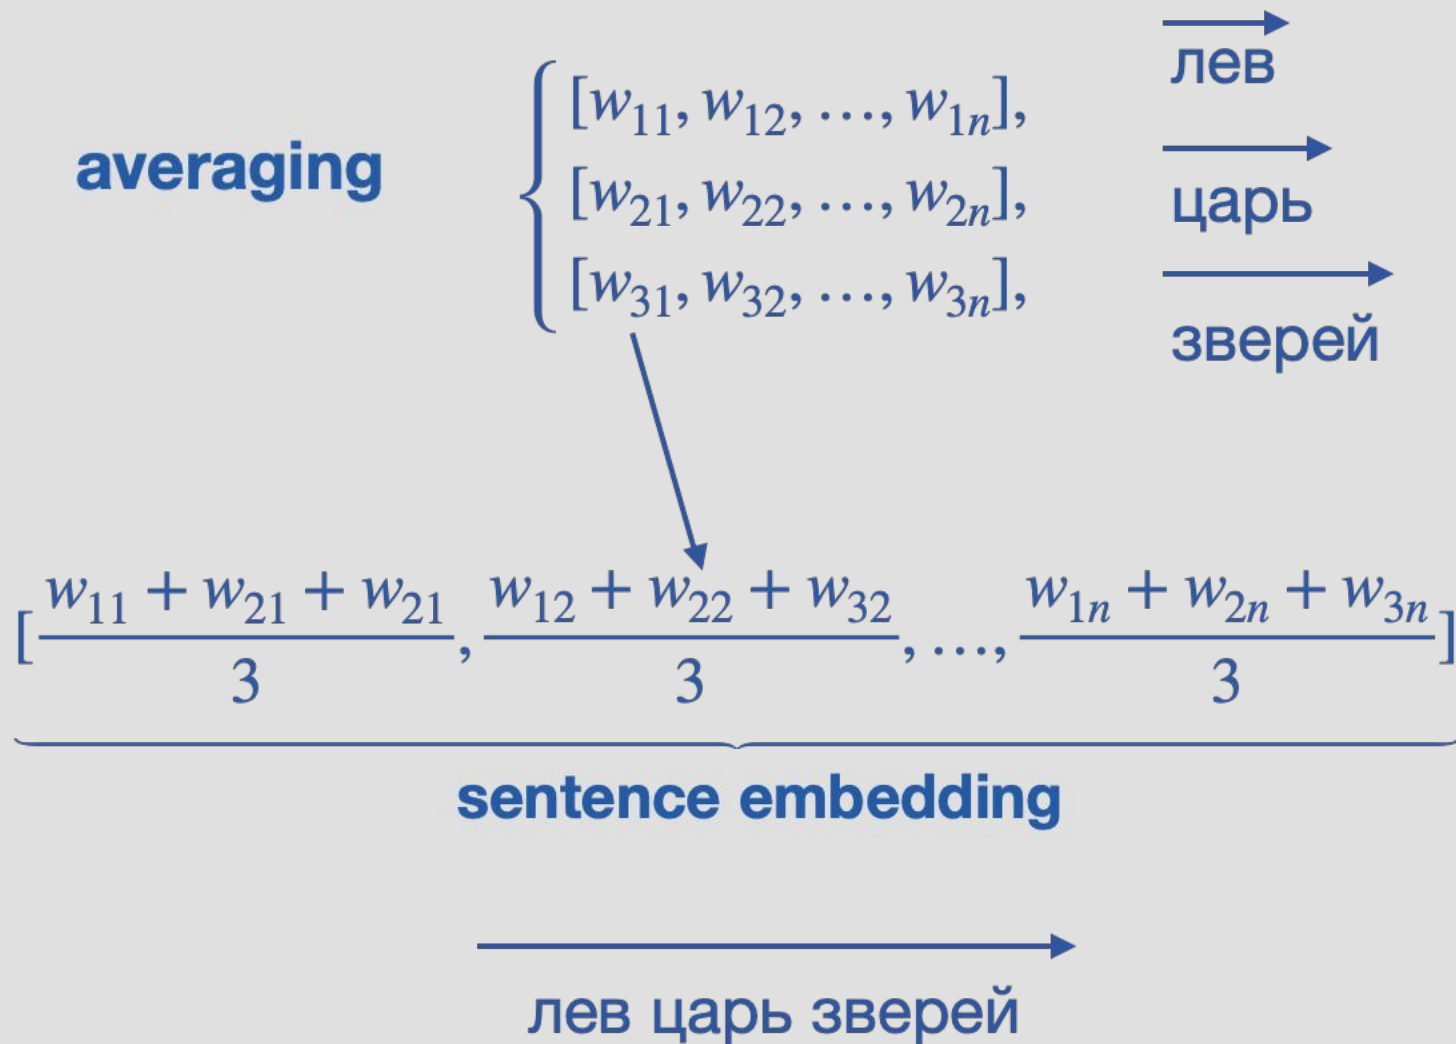 лев
[w₁₁, w₁₂, …, w₁ₙ],
averaging
[w₂₁, w₂₂, …, w₂ₙ],
царь
[w₃₁, w₃₂, …, w₃ₙ],
зверей
[(w₁₁ + w₂₁ + w₂₁)/3, (w₁₂ + w₂₂ + w₃₂)/3, …, (w₁ₙ + w₂ₙ + w₃ₙ)/3]
sentence embedding
лев царь зверей